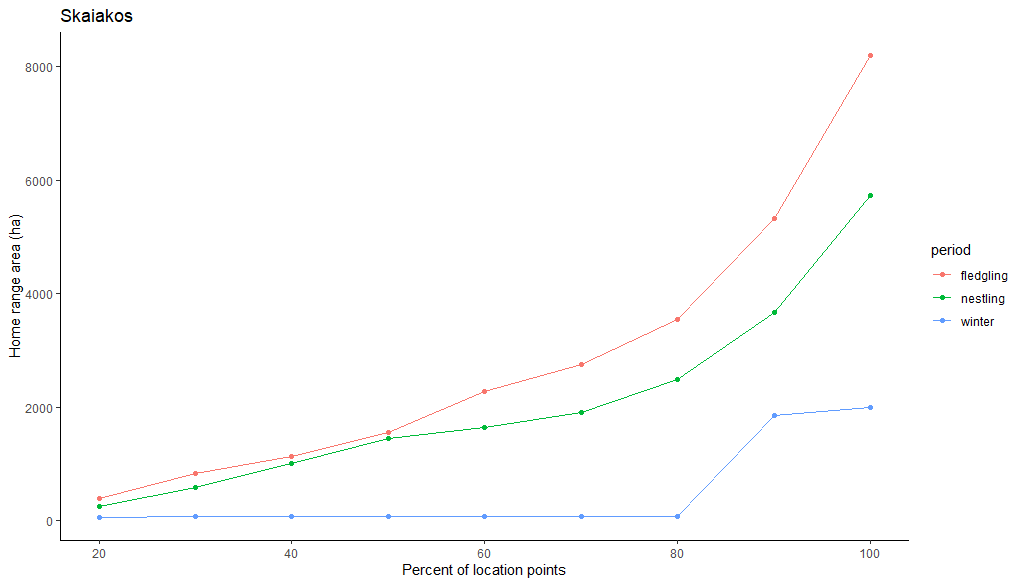 Skaiakos
8000
6000
4000
2000
0
Home range area (ha)
20 40 60 80 100
Percent of location points
period
fledgling
nestling
winter